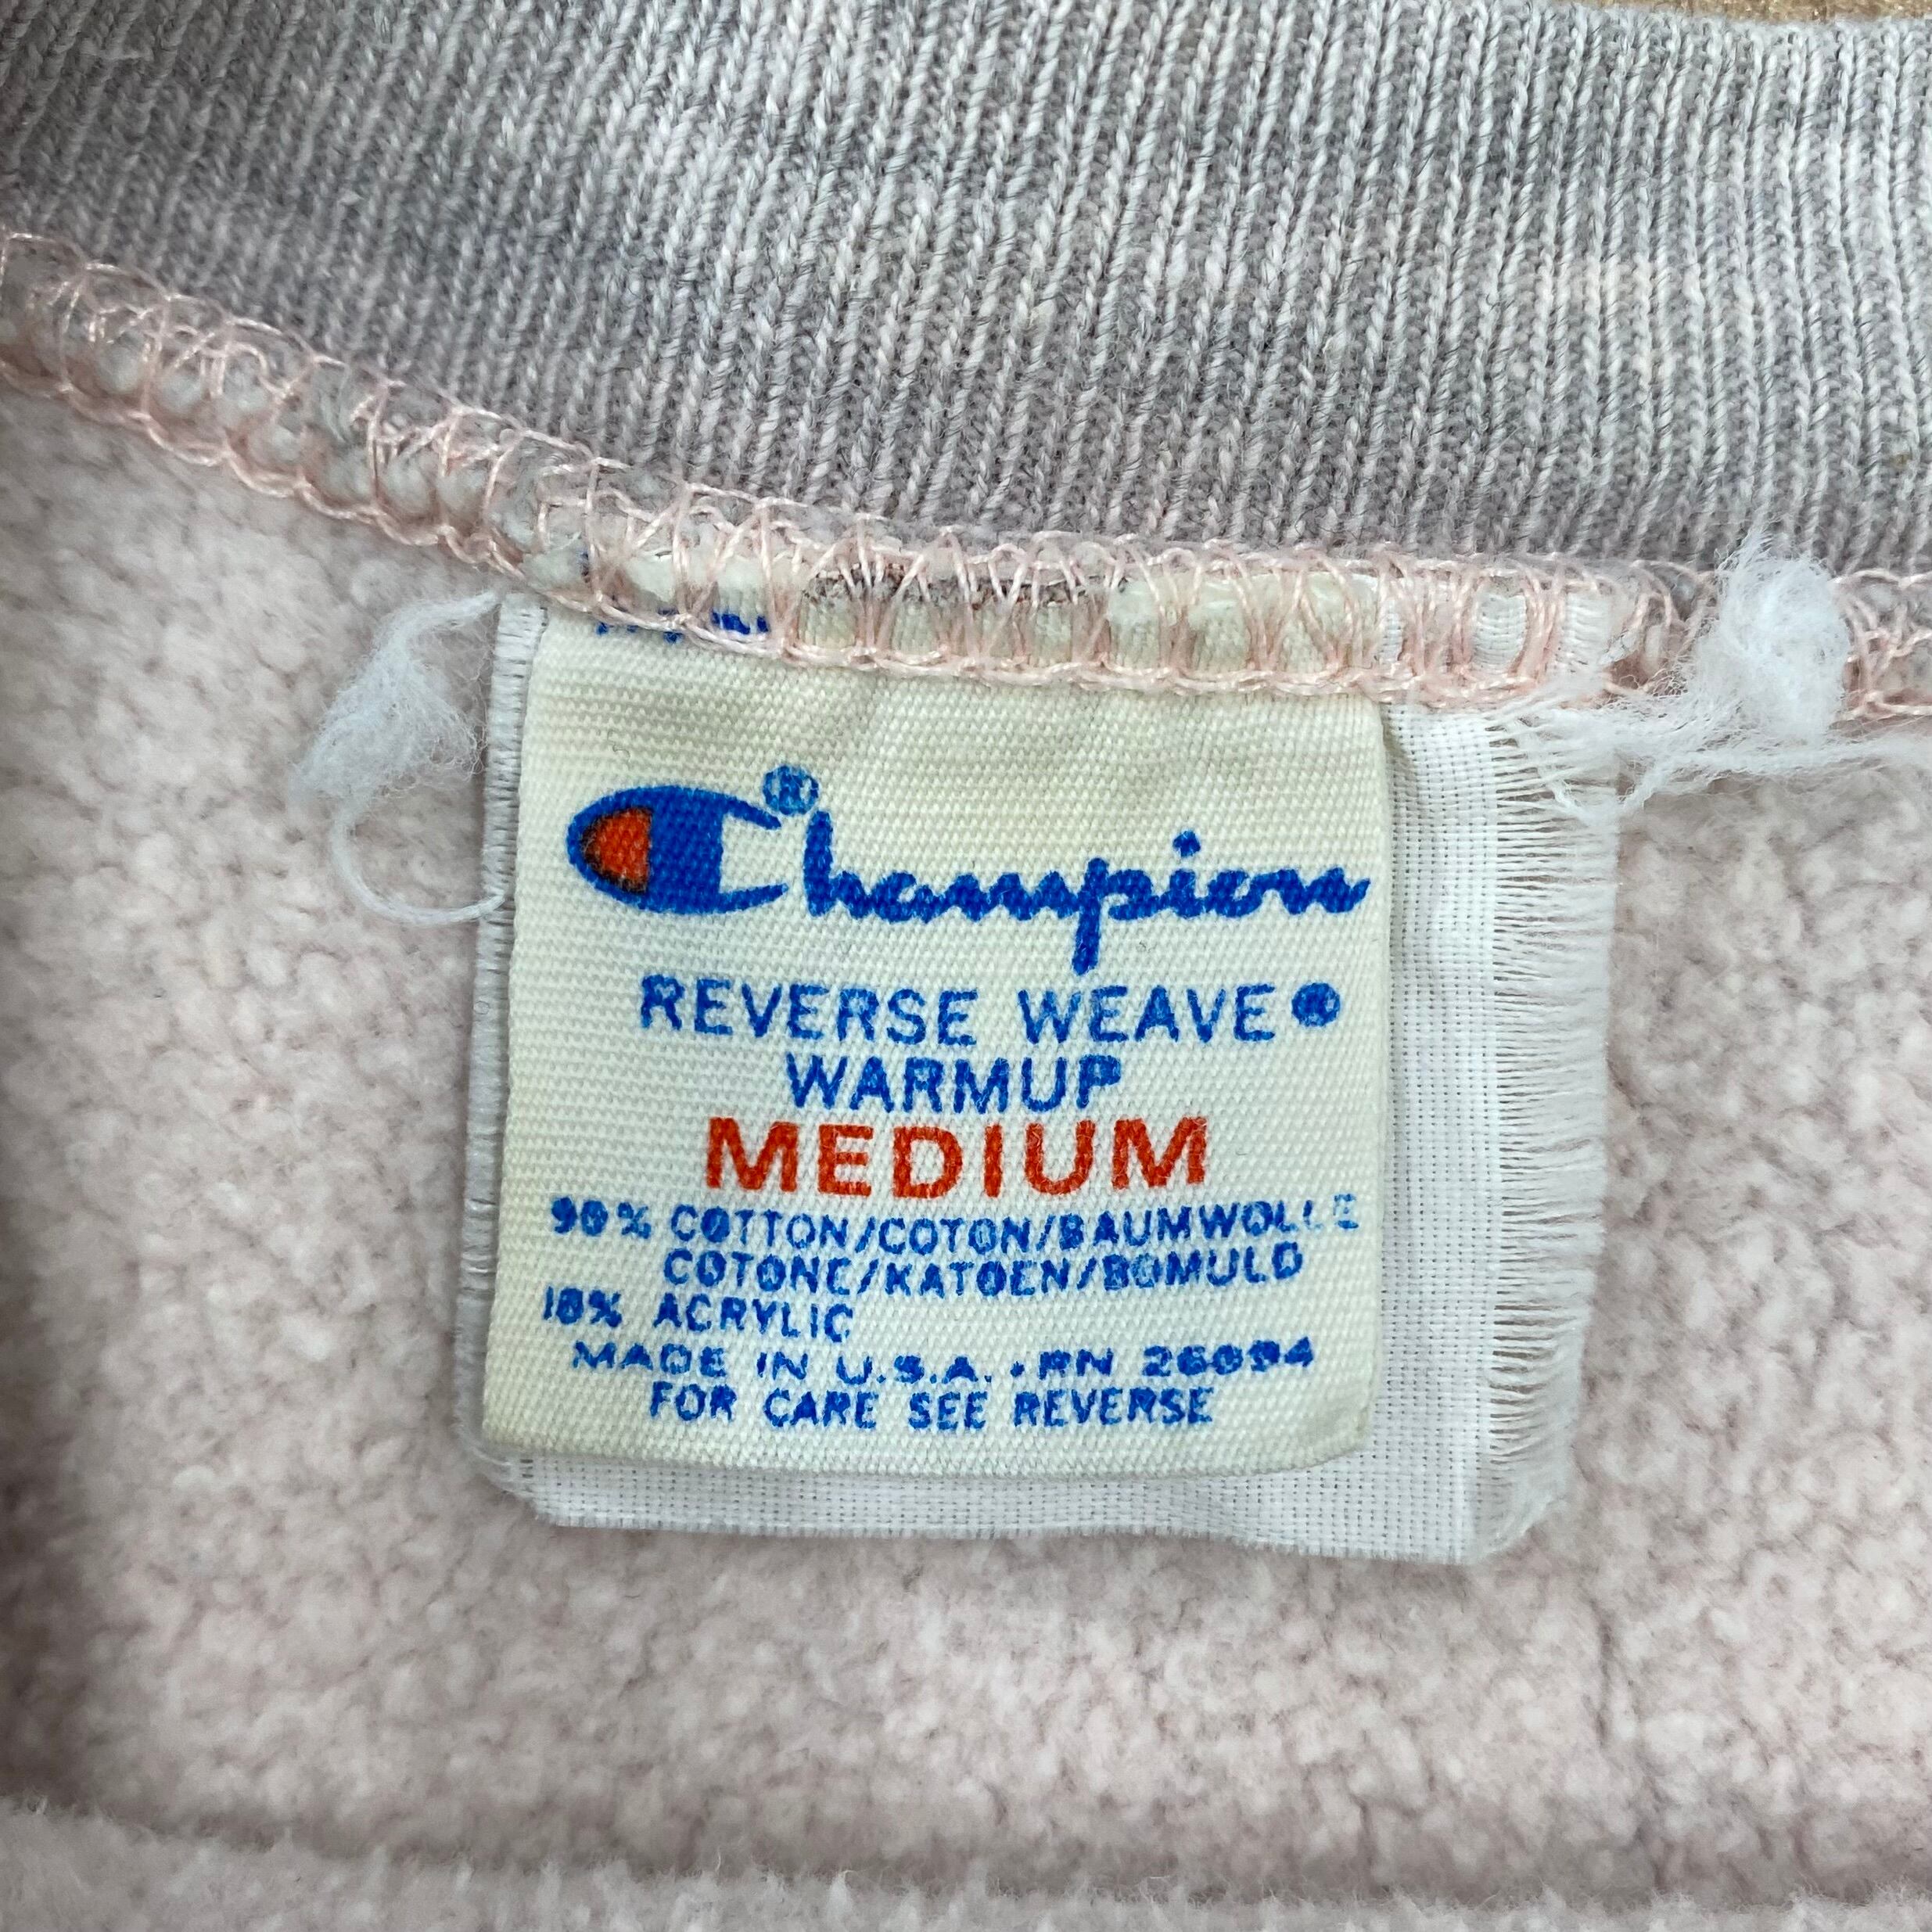 Champion®
REVERSE WEAVE®
WARMUP
MEDIUM
90% COTTON/COTON/BAUMWOLLE
COTONE/KATOEN/BOMULD
10% ACRYLIC
MADE IN U.S.A. • RN 26094
FOR CARE SEE REVERSE